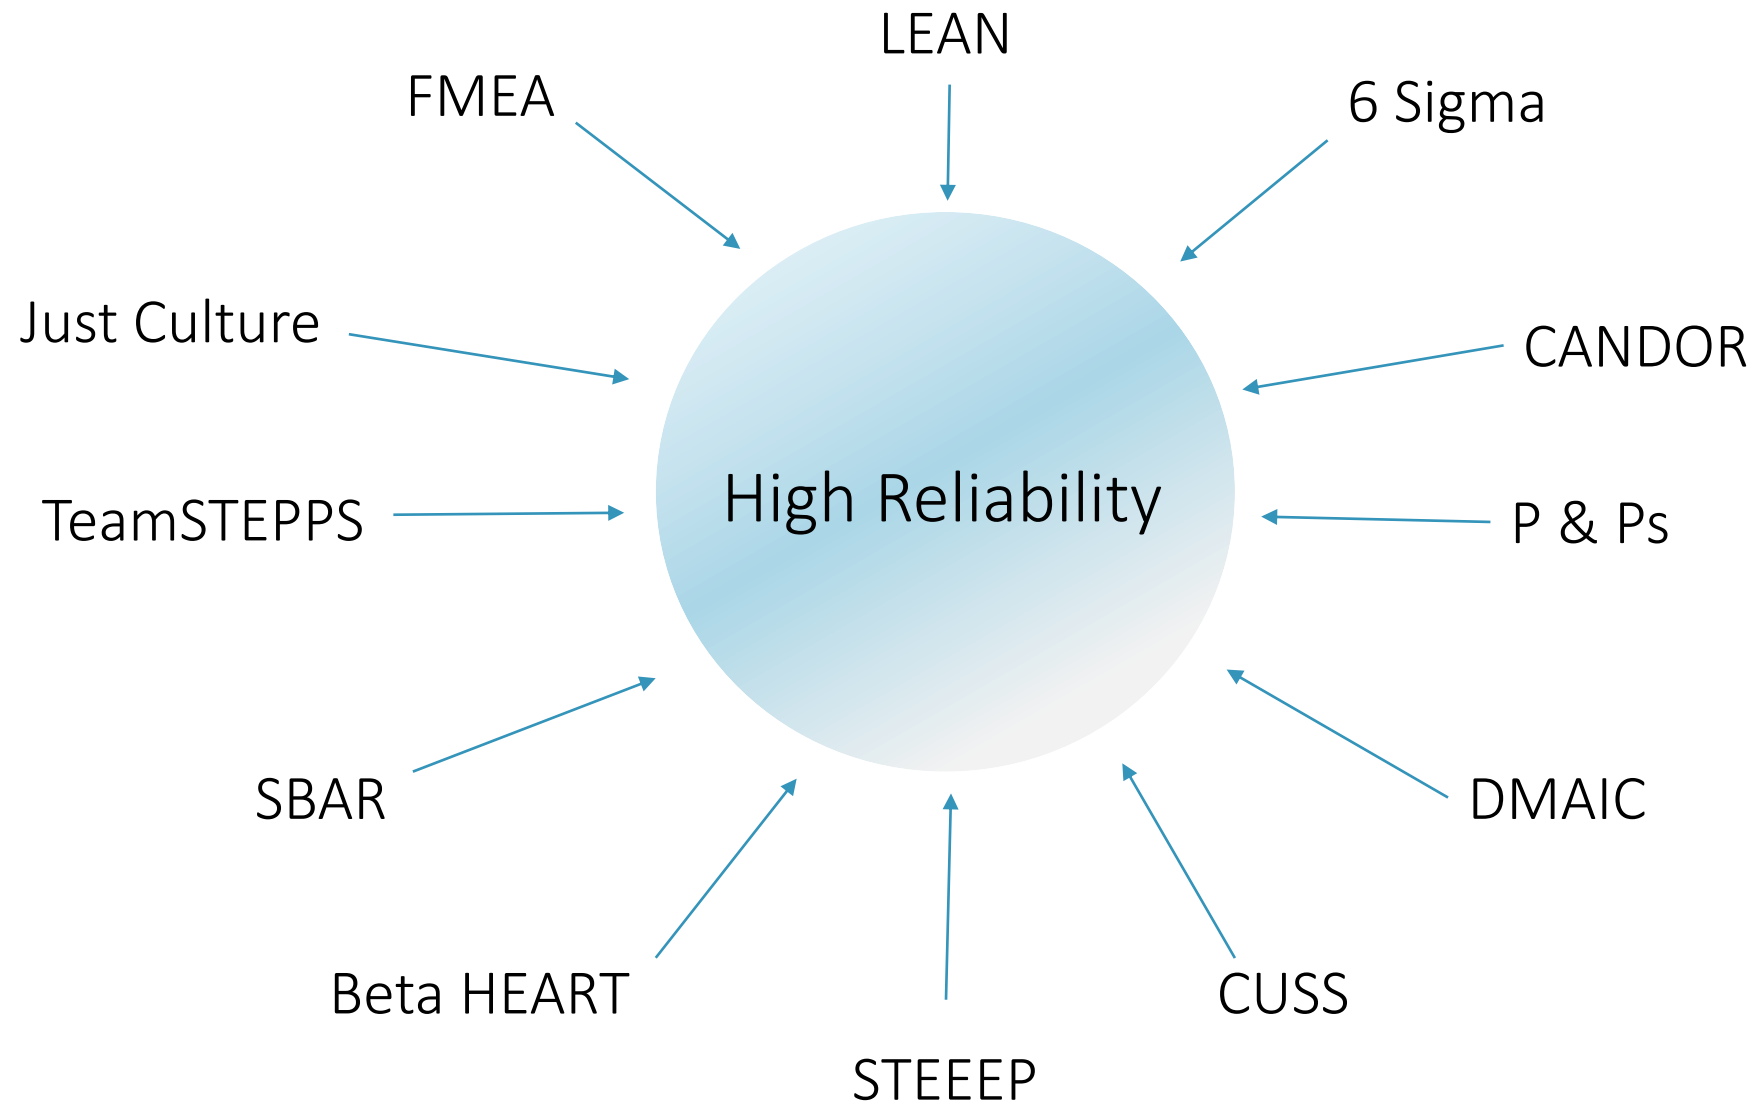 LEAN
FMEA
6 Sigma
Just Culture
CANDOR
High Reliability
TeamSTEPPS
P & Ps
SBAR
DMAIC
Beta HEART
CUSS
STEEEP